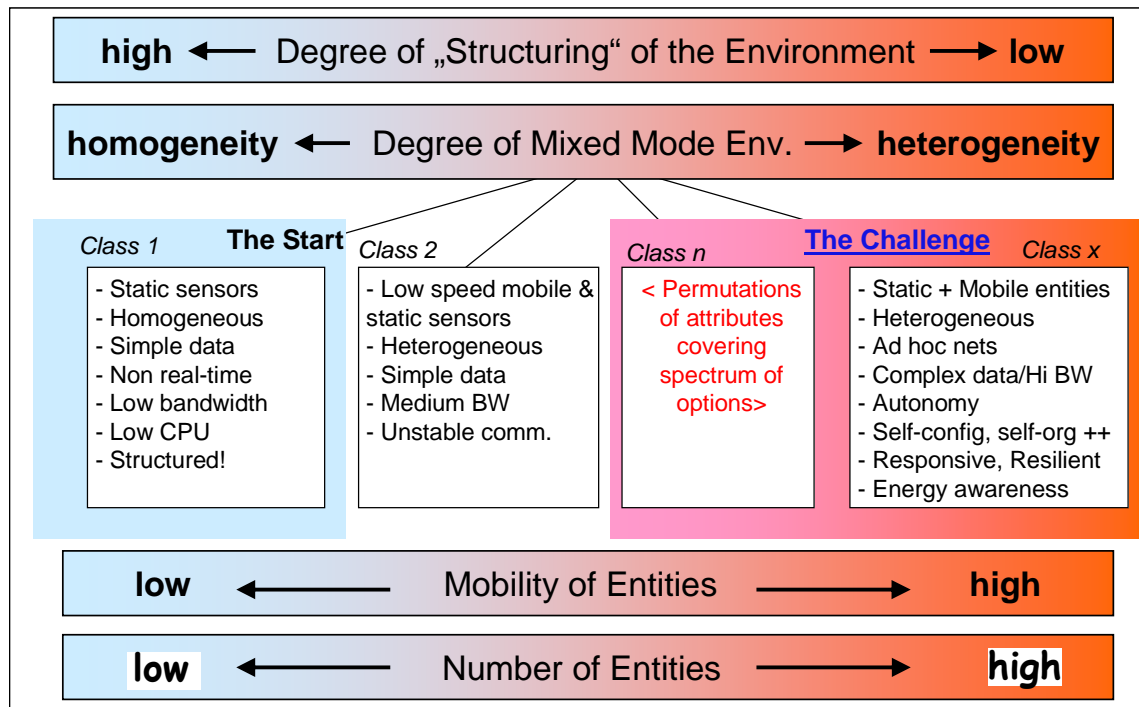 high Degree of „Structuring“ of the Environment low
homogeneity Degree of Mixed Mode Env. heterogeneity
Class 1 The Start
- Static sensors
- Homogeneous
- Simple data
- Non real-time
- Low bandwidth
- Low CPU
- Structured!
Class 2
- Low speed mobile &
static sensors
- Heterogeneous
- Simple data
- Medium BW
- Unstable comm.
The Challenge
Class n
< Permutations
of attributes
covering
spectrum of
options>
Class x
- Static + Mobile entities
- Heterogeneous
- Ad hoc nets
- Complex data/Hi BW
- Autonomy
- Self-config, self-org ++
- Responsive, Resilient
- Energy awareness
low Mobility of Entities high
low Number of Entities high